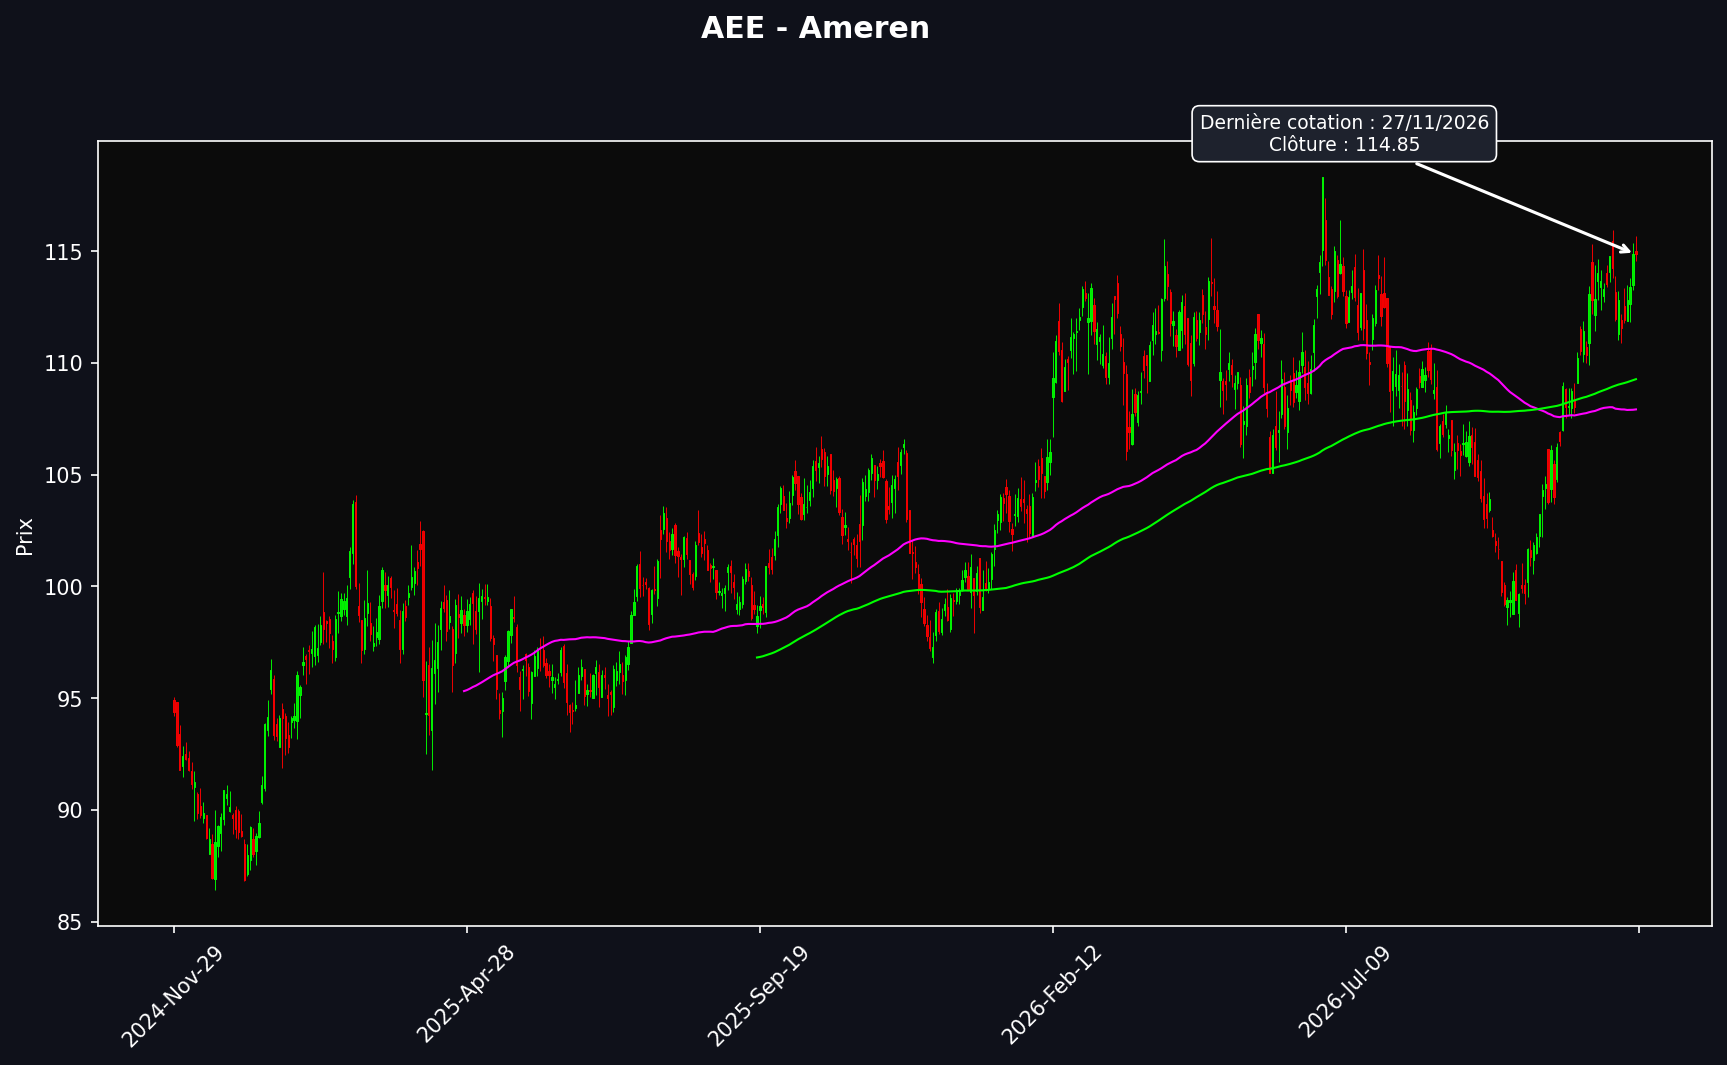 AEE - Ameren
Dernière cotation : 27/11/2026
Clôture : 114.85
Prix
115
110
105
100
95
90
85
2024-Nov-29
2025-Apr-28
2025-Sep-19
2026-Feb-12
2026-Jul-09